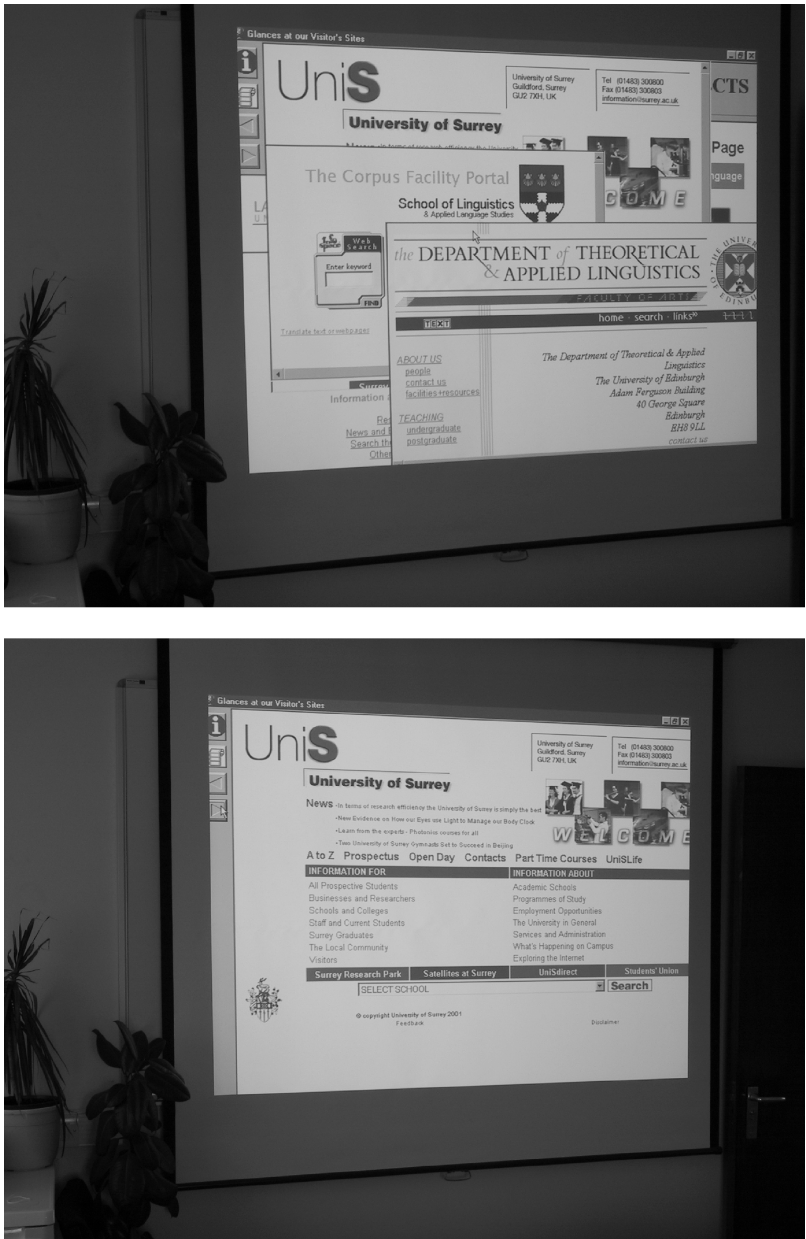 Glances at our Visitor's Sites
UniS
University of Surrey
Guildford, Surrey
GU2 7XH, UK
Tel (01483) 300800
Fax (01483) 300803
information@surrey.ac.uk
University of Surrey
CTS
Page
nguage
COME
The Corpus Facility Portal
School of Linguistics
& Applied Language Studies
Web
Search
Enter keyword
FIND
Translate text or webpages
the DEPARTMENT of THEORETICAL
& APPLIED LINGUISTICS
FACULTY OF ARTS
TEXT
home · search · links
ABOUT US
people
contact us
facilities+resources
TEACHING
undergraduate
postgraduate
The Department of Theoretical & Applied
Linguistics
The University of Edinburgh
Adam Ferguson Building
40 George Square
Edinburgh
EH8 9LL
contact us
Information
News and
Search the
Other
Glances at our Visitor's Sites
UniS
University of Surrey
Guildford, Surrey
GU2 7XH, UK
Tel (01483) 300800
Fax (01483) 300803
information@surrey.ac.uk
University of Surrey
WELCOME
News •In terms of research efficiency the University of Surrey is simply the best
•New Evidence on How our Eyes use Light to Manage our Body Clock
•Learn from the experts - Photonics courses for all
•Two University of Surrey Gymnasts Set to Succeed in Beijing
A to Z Prospectus Open Day Contacts Part Time Courses UniSLife
INFORMATION FOR INFORMATION ABOUT
All Prospective Students Academic Schools
Businesses and Researchers Programmes of Study
Schools and Colleges Employment Opportunities
Staff and Current Students The University in General
Surrey Graduates Services and Administration
The Local Community What's Happening on Campus
Visitors Exploring the Internet
Surrey Research Park Satellites at Surrey UniSdirect Students' Union
SELECT SCHOOL Search
© copyright University of Surrey 2001
Feedback Disclaimer